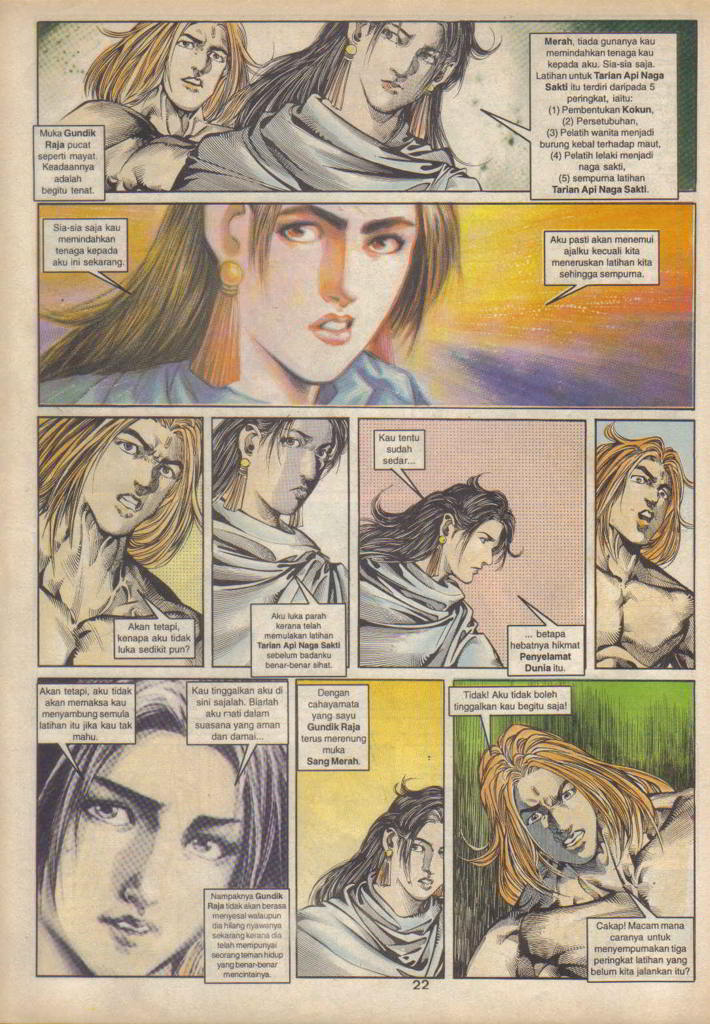 Muka Gundik
Raja pucat
seperti mayat.
Keadaannya
adalah
begitu tenat.
Merah, tiada gunanya kau
memindahkan tenaga kau
kepada aku. Sia-sia saja.
Latihan untuk Tarian Api Naga
Sakti itu terdiri daripada 5
peringkat, iaitu:
(1) Pembentukan Kokun,
(2) Persetubuhan,
(3) Pelatih wanita menjadi
burung kebal terhadap maut,
(4) Pelatih lelaki menjadi
naga sakti,
(5) sempurna latihan
Tarian Api Naga Sakti.
Sia-sia saja kau
memindahkan
tenaga kepada
aku ini sekarang.
Aku pasti akan menemui
ajalku kecuali kita
meneruskan latihan kita
sehingga sempurna.
Akan tetapi,
kenapa aku tidak
luka sedikit pun?
Aku luka parah
kerana telah
memulakan latihan
Tarian Api Naga Sakti
sebelum badanku
benar-benar sihat.
Kau tentu
sudah
sedar...
... betapa
hebatnya hikmat
Penyelamat
Dunia itu.
Akan tetapi, aku tidak
akan memaksa kau
menyambung semula
latihan itu jika kau tak
mahu.
Kau tinggalkan aku di
sini sajalah. Biarlah
aku mati dalam
suasana yang aman
dan damai...
Nampaknya Gundik
Raja tidak akan berasa
menyesal walaupun
dia hilang nyawanya
sekarang kerana dia
telah mempunyai
seorang teman hidup
yang benar-benar
mencintainya.
Dengan
cahayamata
yang sayu
Gundik Raja
terus merenung
muka
Sang Merah.
Tidak! Aku tidak boleh
tinggalkan kau begitu saja!
Cakap! Macam mana
caranya untuk
menyempurnakan tiga
peringkat latihan yang
belum kita jalankan itu?
22